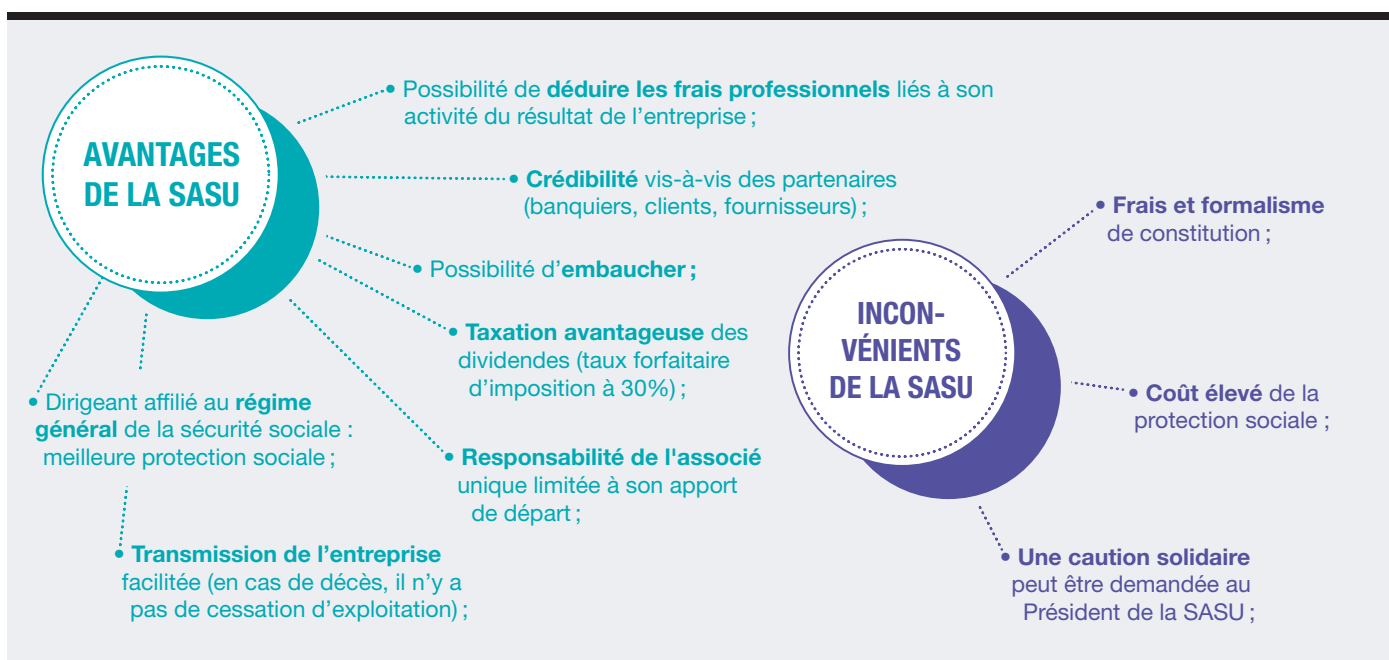 AVANTAGES
DE LA SASU
• Possibilité de déduire les frais professionnels liés à son
activité du résultat de l’entreprise ;
• Crédibilité vis-à-vis des partenaires
(banquiers, clients, fournisseurs) ;
• Possibilité d’embaucher ;
• Taxation avantageuse des
dividendes (taux forfaitaire
d’imposition à 30%) ;
• Responsabilité de l'associé
unique limitée à son apport
de départ ;
• Dirigeant affilié au régime
général de la sécurité sociale :
meilleure protection sociale ;
• Transmission de l’entreprise
facilitée (en cas de décès, il n’y a
pas de cessation d’exploitation) ;
INCON-
VÉNIENTS
DE LA SASU
• Frais et formalisme
de constitution ;
• Coût élevé de la
protection sociale ;
• Une caution solidaire
peut être demandée au
Président de la SASU ;